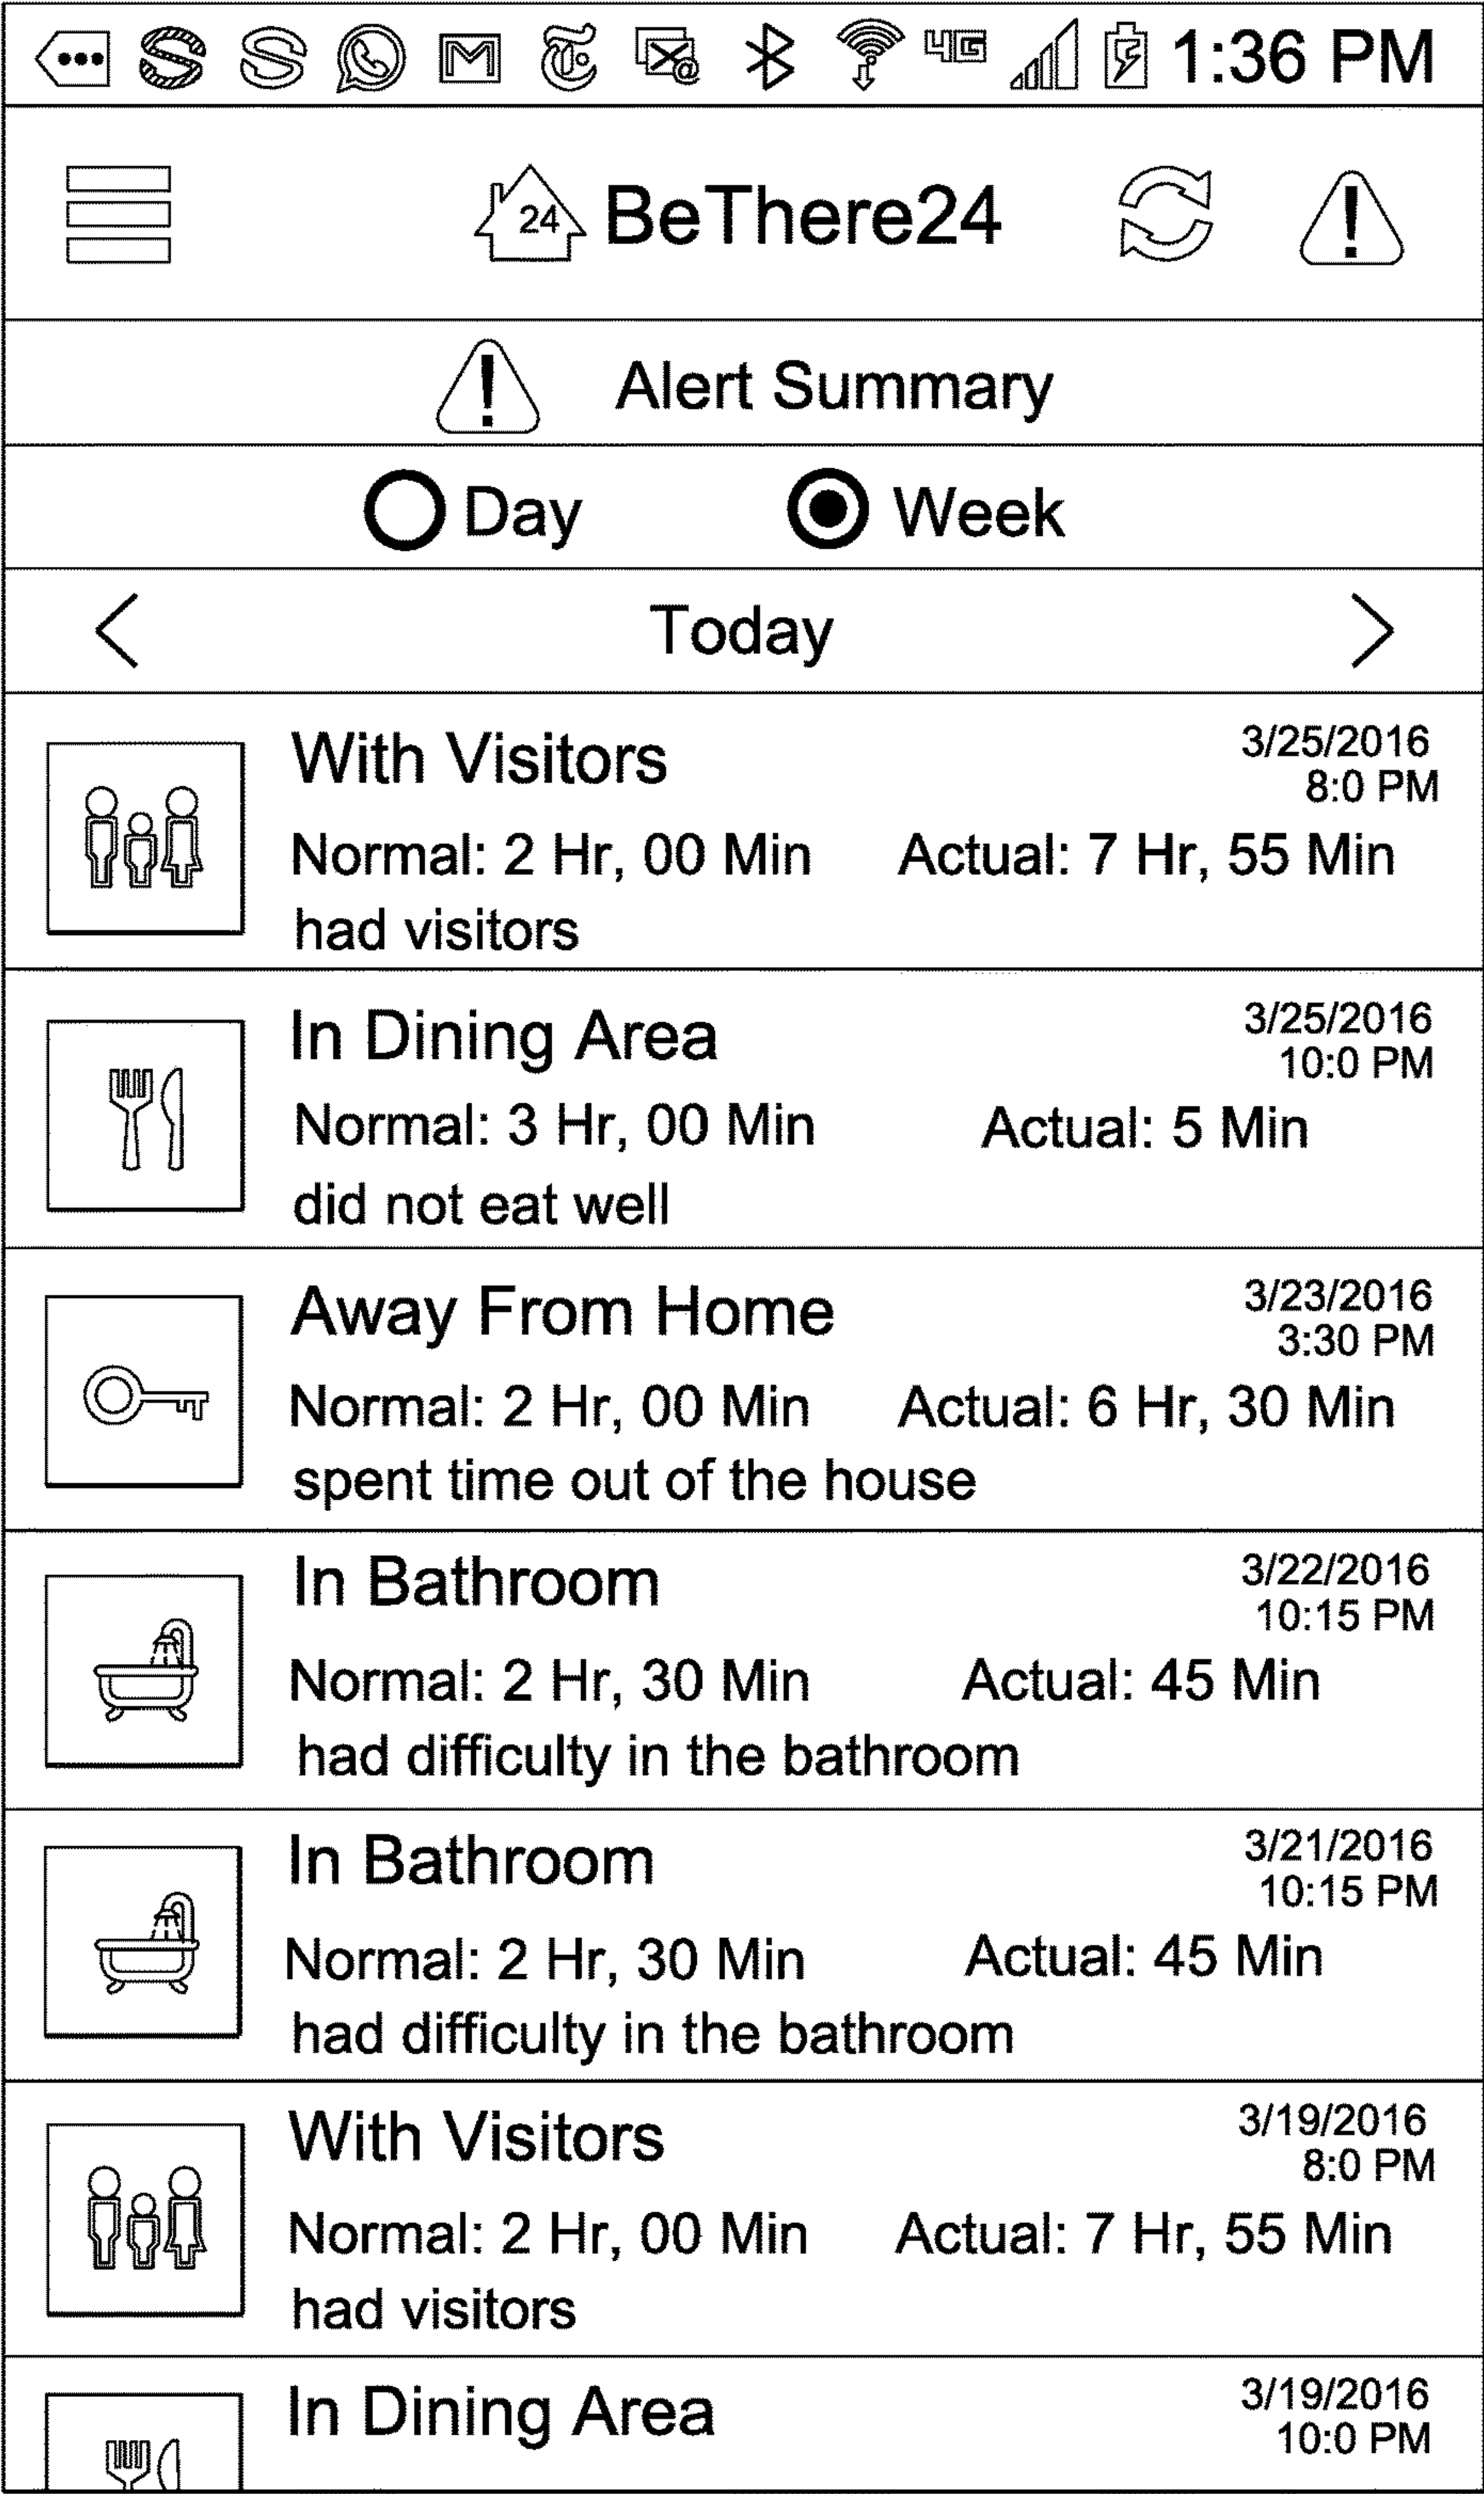 4G 1:36 PM
24 BeThere24
Alert Summary
Day Week
Today
With Visitors 3/25/2016
8:0 PM
Normal: 2 Hr, 00 Min Actual: 7 Hr, 55 Min
had visitors
In Dining Area 3/25/2016
10:0 PM
Normal: 3 Hr, 00 Min Actual: 5 Min
did not eat well
Away From Home 3/23/2016
3:30 PM
Normal: 2 Hr, 00 Min Actual: 6 Hr, 30 Min
spent time out of the house
In Bathroom 3/22/2016
10:15 PM
Normal: 2 Hr, 30 Min Actual: 45 Min
had difficulty in the bathroom
In Bathroom 3/21/2016
10:15 PM
Normal: 2 Hr, 30 Min Actual: 45 Min
had difficulty in the bathroom
With Visitors 3/19/2016
8:0 PM
Normal: 2 Hr, 00 Min Actual: 7 Hr, 55 Min
had visitors
In Dining Area 3/19/2016
10:0 PM